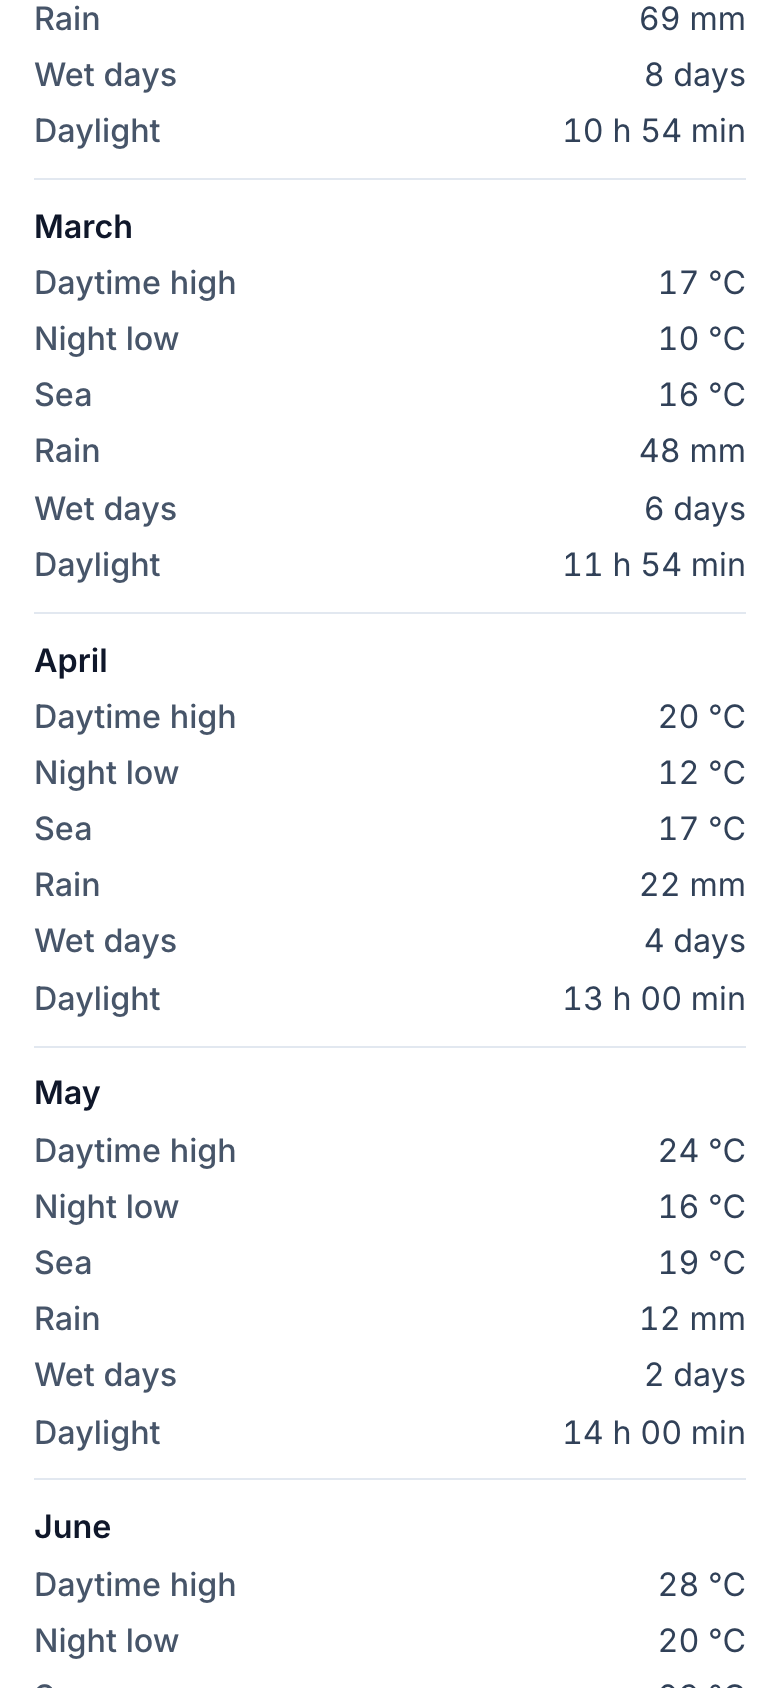 Rain 69 mm
Wet days 8 days
Daylight 10 h 54 min
March
Daytime high 17 °C
Night low 10 °C
Sea 16 °C
Rain 48 mm
Wet days 6 days
Daylight 11 h 54 min
April
Daytime high 20 °C
Night low 12 °C
Sea 17 °C
Rain 22 mm
Wet days 4 days
Daylight 13 h 00 min
May
Daytime high 24 °C
Night low 16 °C
Sea 19 °C
Rain 12 mm
Wet days 2 days
Daylight 14 h 00 min
June
Daytime high 28 °C
Night low 20 °C